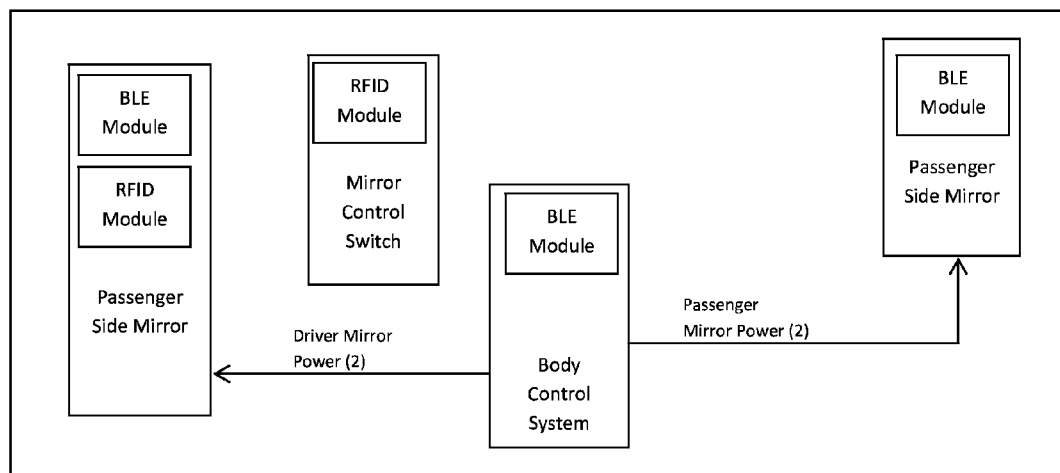 BLE
Module
RFID
Module
Passenger
Side Mirror
RFID
Module
Mirror
Control
Switch
Driver Mirror
Power (2)
BLE
Module
Body
Control
System
Passenger
Mirror Power (2)
BLE
Module
Passenger
Side Mirror